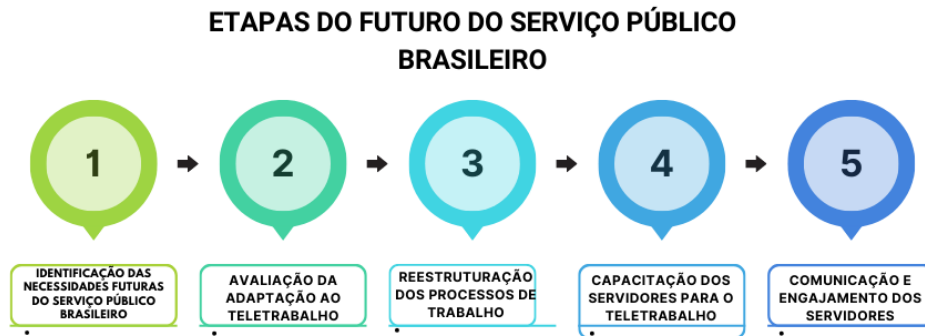 ETAPAS DO FUTURO DO SERVIÇO PÚBLICO
BRASILEIRO
1
2
3
4
5
IDENTIFICAÇÃO DAS
NECESSIDADES FUTURAS
DO SERVIÇO PÚBLICO
BRASILEIRO
AVALIAÇÃO DA
ADAPTAÇÃO AO
TELETRABALHO
REESTRUTURAÇÃO
DOS PROCESSOS DE
TRABALHO
CAPACITAÇÃO DOS
SERVIDORES PARA O
TELETRABALHO
COMUNICAÇÃO E
ENGAJAMENTO DOS
SERVIDORES